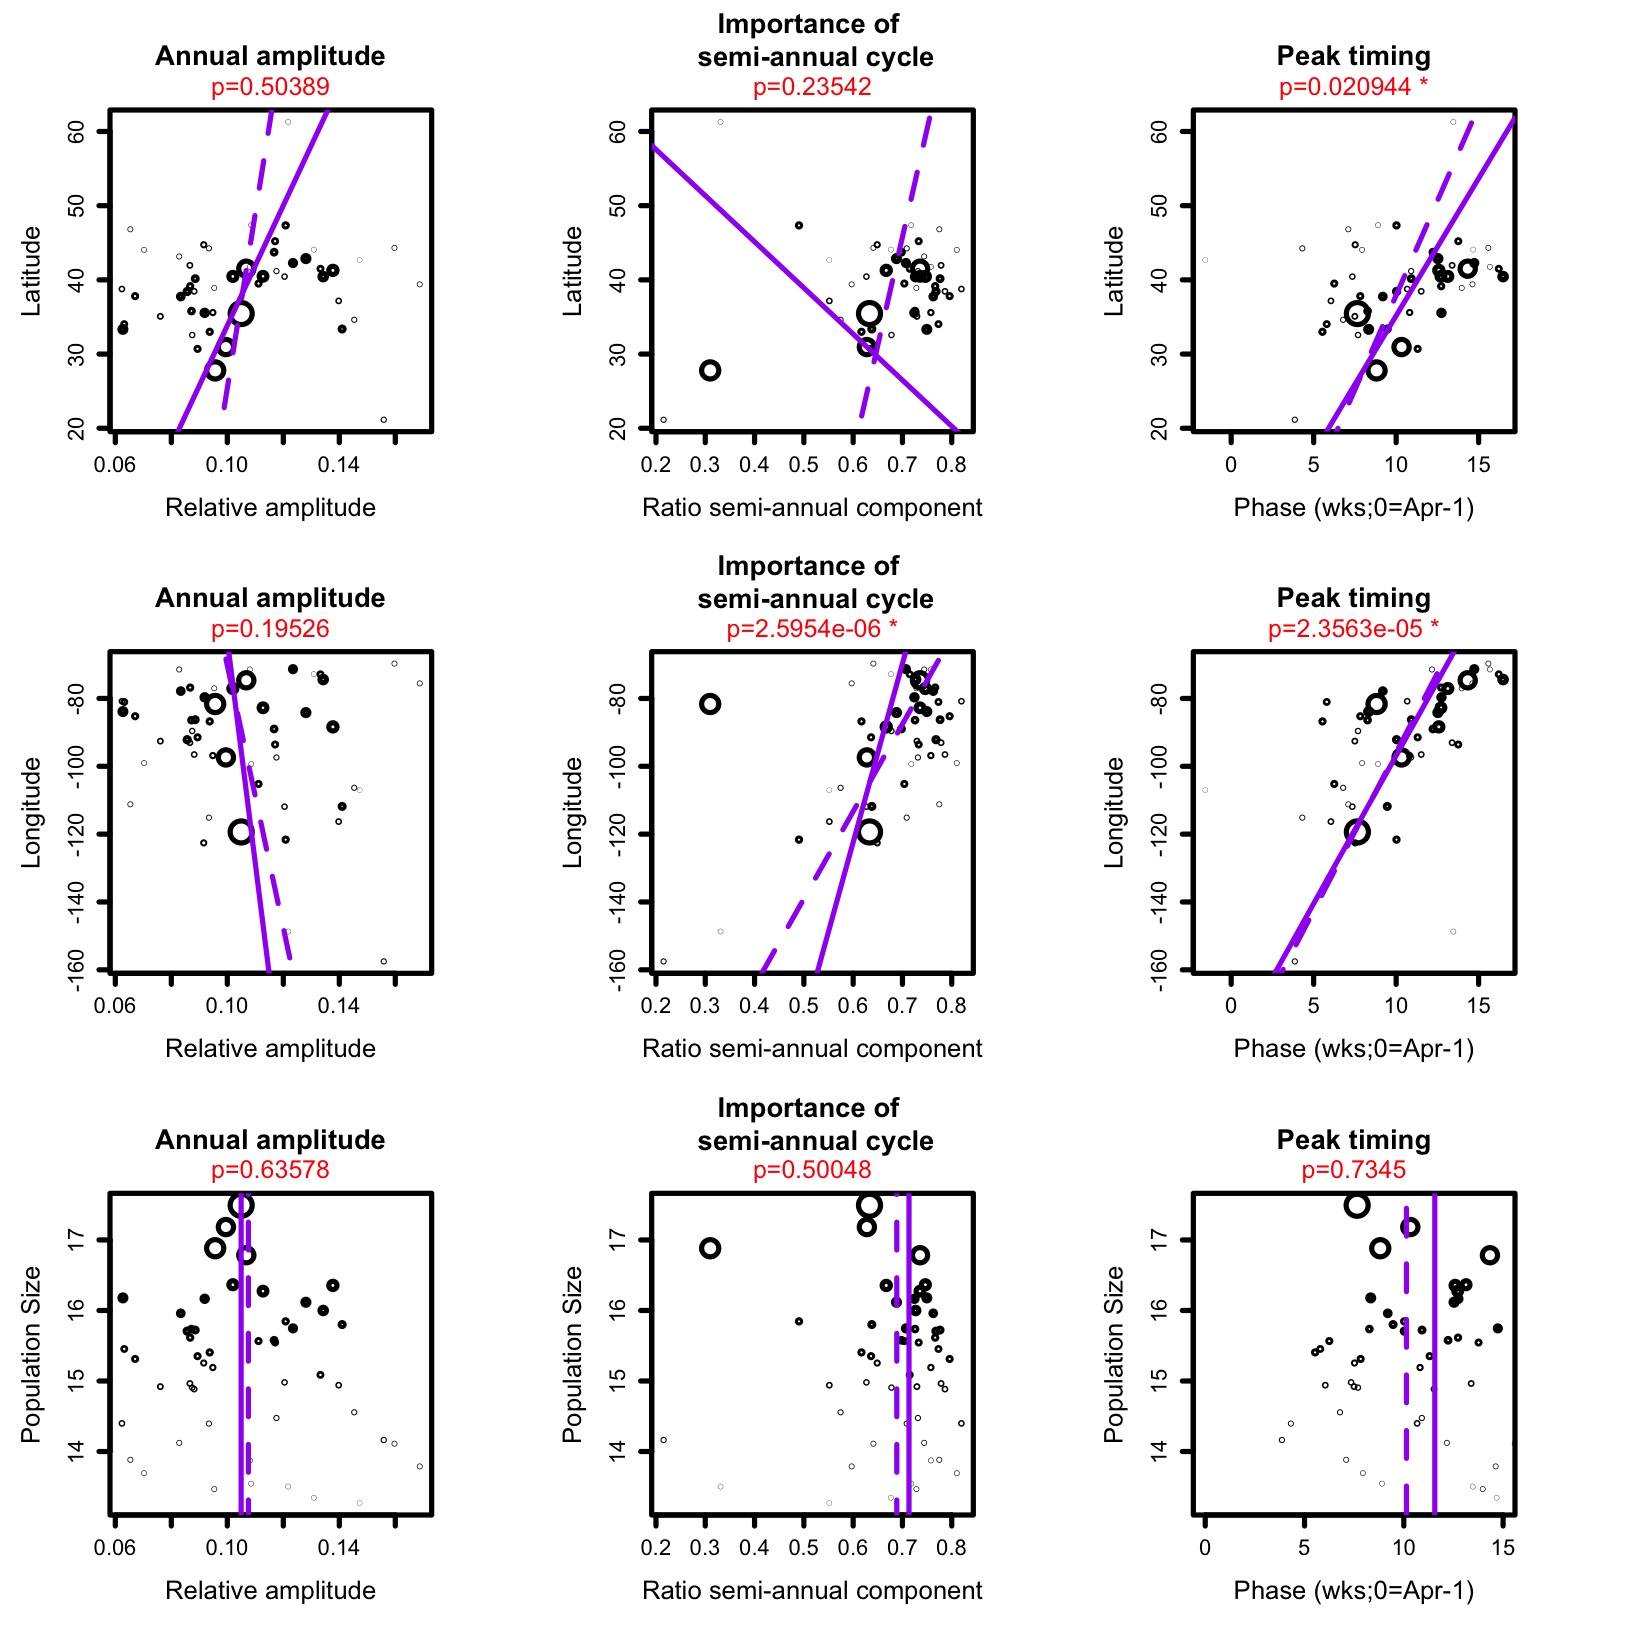 Annual amplitude
p=0.50389
60
50
40
30
20
Latitude
0.06 0.10 0.14
Relative amplitude
Importance of
semi-annual cycle
p=0.23542
60
50
40
30
20
Latitude
0.2 0.3 0.4 0.5 0.6 0.7 0.8
Ratio semi-annual component
Peak timing
p=0.020944 *
60
50
40
30
20
Latitude
0 5 10 15
Phase (wks;0=Apr-1)
Annual amplitude
p=0.19526
-80
-100
-120
-140
-160
Longitude
0.06 0.10 0.14
Relative amplitude
Importance of
semi-annual cycle
p=2.5954e-06 *
-80
-100
-120
-140
-160
Longitude
0.2 0.3 0.4 0.5 0.6 0.7 0.8
Ratio semi-annual component
Peak timing
p=2.3563e-05 *
-80
-100
-120
-140
-160
Longitude
0 5 10 15
Phase (wks;0=Apr-1)
Annual amplitude
p=0.63578
17
16
15
14
Population Size
0.06 0.10 0.14
Relative amplitude
Importance of
semi-annual cycle
p=0.50048
17
16
15
14
Population Size
0.2 0.3 0.4 0.5 0.6 0.7 0.8
Ratio semi-annual component
Peak timing
p=0.7345
17
16
15
14
Population Size
0 5 10 15
Phase (wks;0=Apr-1)